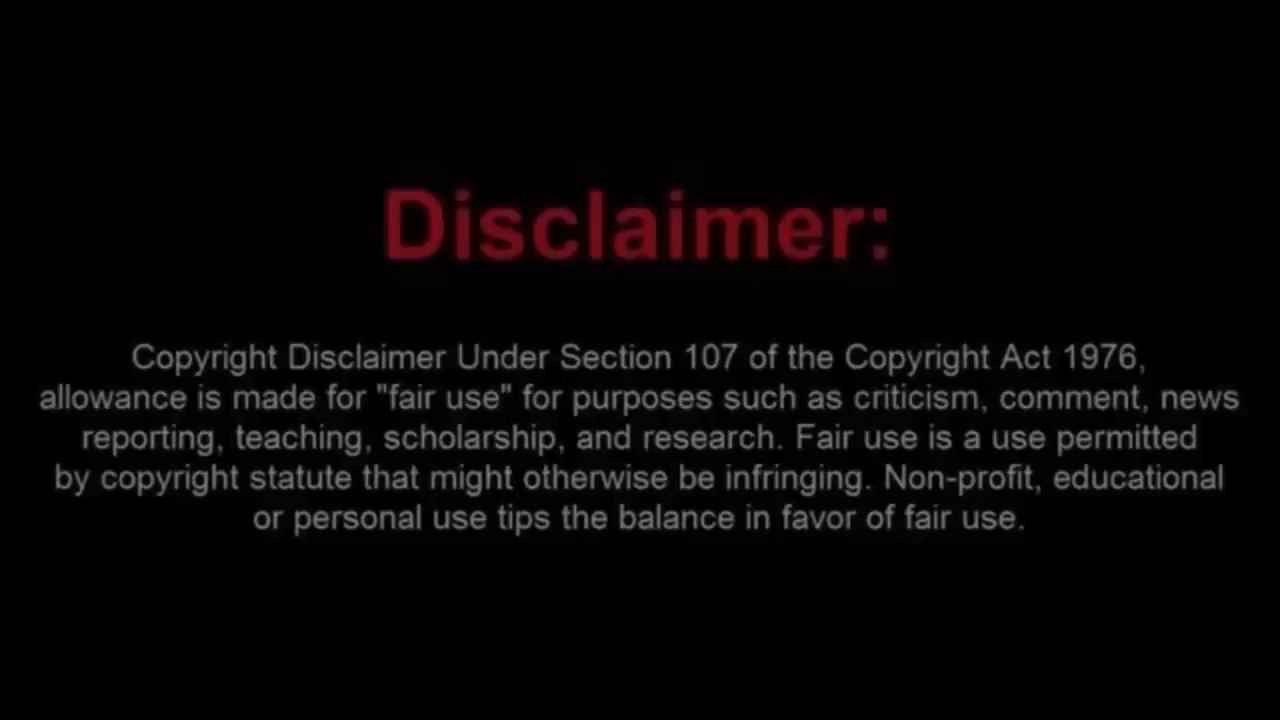 Disclaimer:
Copyright Disclaimer Under Section 107 of the Copyright Act 1976,
allowance is made for "fair use" for purposes such as criticism, comment, news
reporting, teaching, scholarship, and research. Fair use is a use permitted
by copyright statute that might otherwise be infringing. Non-profit, educational
or personal use tips the balance in favor of fair use.